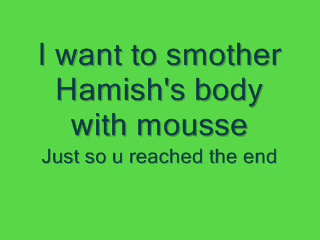 I want to smother
Hamish's body
with mousse
Just so u reached the end